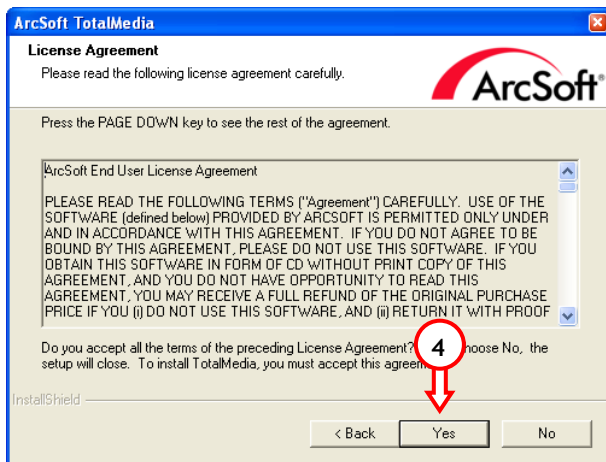 ArcSoft TotalMedia
License Agreement
Please read the following license agreement carefully.
ArcSoft®
Press the PAGE DOWN key to see the rest of the agreement.
ArcSoft End User License Agreement
PLEASE READ THE FOLLOWING TERMS ("Agreement") CAREFULLY. USE OF THE
SOFTWARE (defined below) PROVIDED BY ARCSOFT IS PERMITTED ONLY UNDER
AND IN ACCORDANCE WITH THIS AGREEMENT. IF YOU DO NOT AGREE TO BE
BOUND BY THIS AGREEMENT, PLEASE DO NOT USE THIS SOFTWARE. IF YOU
OBTAIN THIS SOFTWARE IN FORM OF CD WITHOUT PRINT COPY OF THIS
AGREEMENT, AND YOU DO NOT HAVE OPPORTUNITY TO READ THIS
AGREEMENT, YOU MAY RECEIVE A FULL REFUND OF THE ORIGINAL PURCHASE
PRICE IF YOU (i) DO NOT USE THIS SOFTWARE, AND (ii) RETURN IT WITH PROOF
Do you accept all the terms of the preceding License Agreement? hoose No, the
setup will close. To install TotalMedia, you must accept this agreem
4
InstallShield
< Back
Yes
No